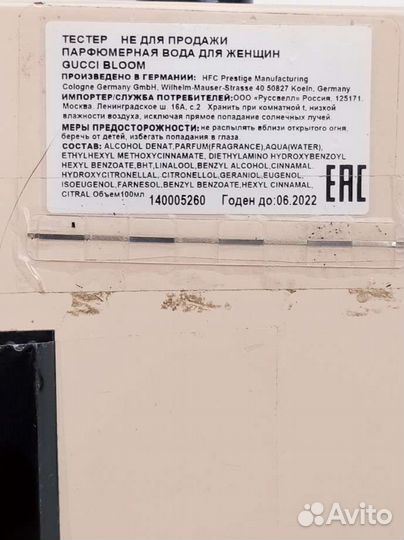 ТЕСТЕР НЕ ДЛЯ ПРОДАЖИ
ПАРФЮМЕРНАЯ ВОДА ДЛЯ ЖЕНЩИН
GUCCI BLOOM
ПРОИЗВЕДЕНО В ГЕРМАНИИ: HFC Prestige Manufacturing
Cologne Germany GmbH, Wilhelm-Mauser-Strasse 40 50827 Koeln, Germany
ИМПОРТЕР/СЛУЖБА ПОТРЕБИТЕЛЕЙ:ООО «Руссвелл» Россия, 125171.
Москва. Ленинградское ш. 16А, с.2 Хранить при комнатной t, низкой
влажности воздуха, исключая прямое попадание солнечных лучей.
МЕРЫ ПРЕДОСТОРОЖНОСТИ: не распылять вблизи открытого огня,
беречь от детей, избегать попадания в глаза.
СОСТАВ: ALCOHOL DENAT,PARFUM(FRAGRANCE),AQUA(WATER),
ETHYLHEXYL METHOXYCINNAMATE, DIETHYLAMINO HYDROXYBENZOYL
HEXYL BENZOATE,BHT,LINALOOL,BENZYL ALCOHOL,CINNAMAL
HYDROXYCITRONELLAL, CITRONELLOL,GERANIOL,EUGENOL,
ISOEUGENOL,FARNESOL,BENZYL BENZOATE,HEXYL CINNAMAL,
CITRAL Объем100мл
EAC
140005260 Годен до:06.2022
Avito